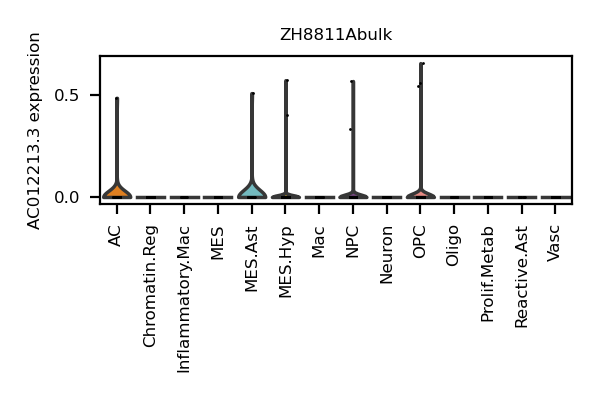 ZH8811Abulk
AC012213.3 expression
0.5
0.0
AC
Chromatin.Reg
Inflammatory.Mac
MES
MES.Ast
MES.Hyp
Mac
NPC
Neuron
OPC
Oligo
Prolif.Metab
Reactive.Ast
Vasc